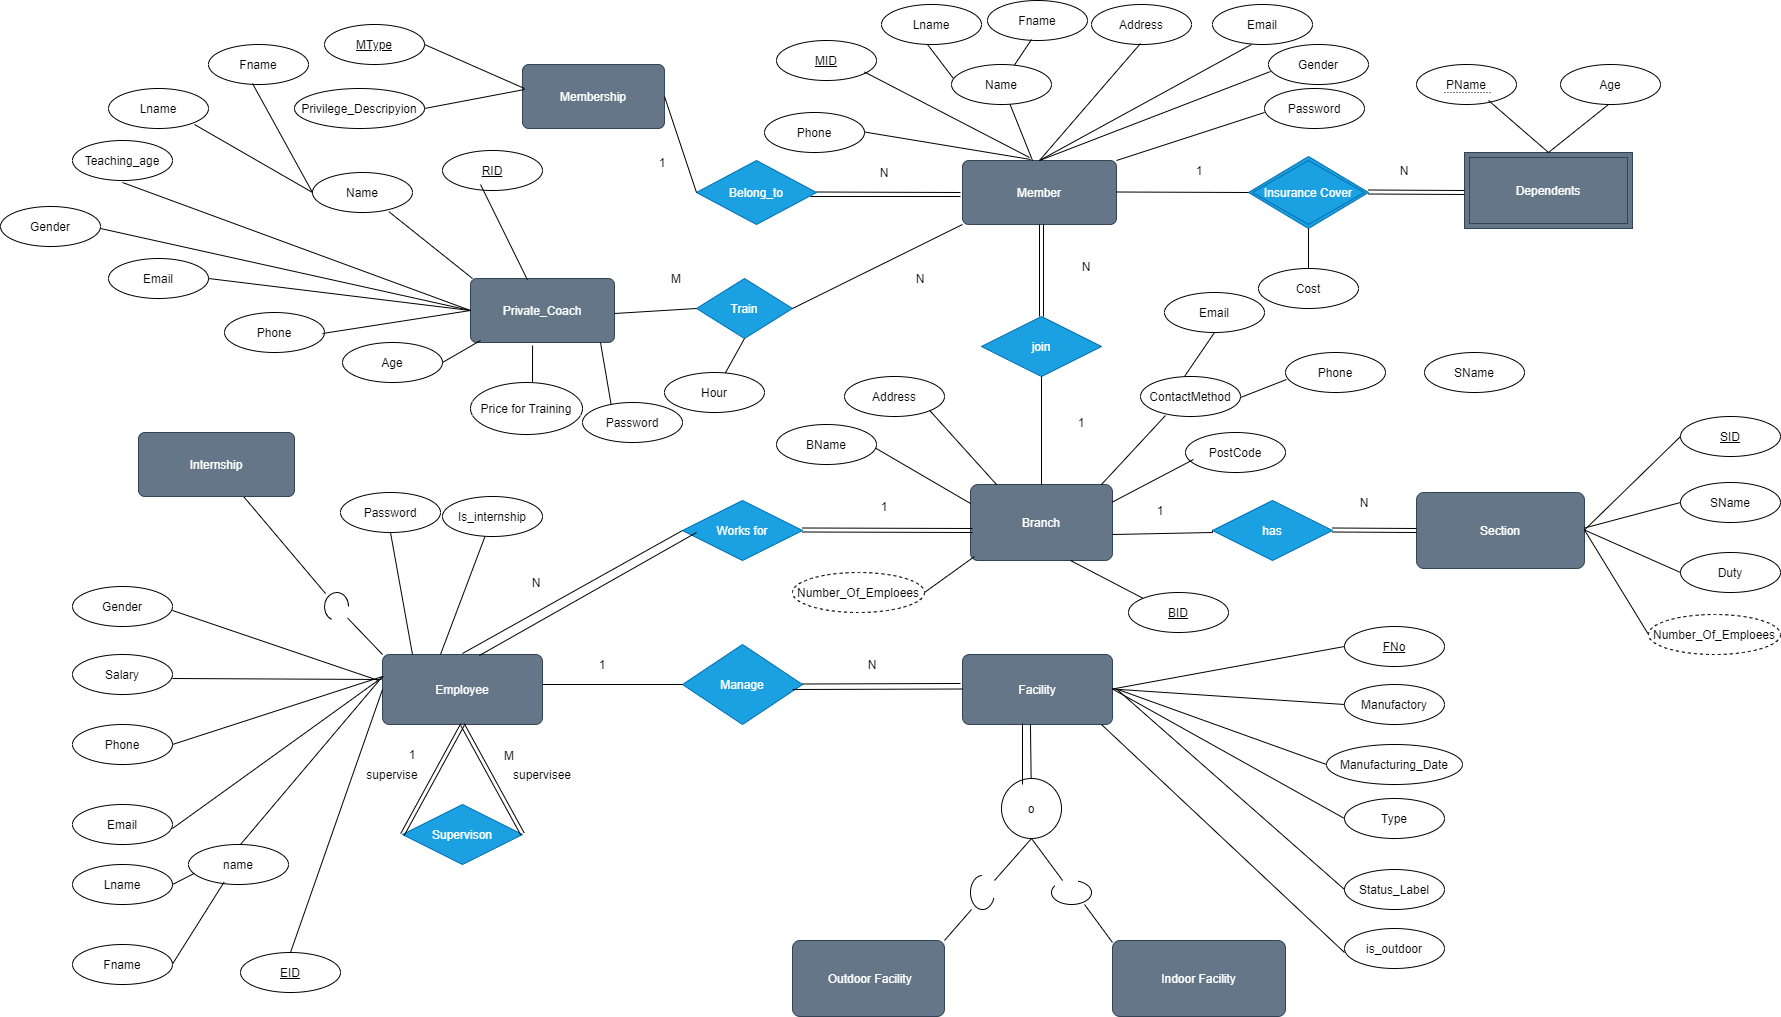 Lname
Fname
Address
Email
MType
MID
Gender
Fname
Name
PName
Age
Membership
Lname
Privilege_Descripyion
Password
Phone
Teaching_age
1
RID
N
1
N
Name
Belong_to
Member
Insurance Cover
Dependents
Gender
Email
M
N
N
Cost
Private_Coach
Train
Email
Phone
join
Age
Hour
Phone
SName
Address
ContactMethod
Price for Training
Password
1
BName
PostCode
SID
Internship
Password
Is_internship
1
1
N
SName
Works for
Branch
has
Section
N
Number_Of_Emploees
Duty
Gender
BID
Number_Of_Emploees
FNo
Salary
1
N
Employee
Manage
Facility
Manufactory
Phone
1
M
supervise
supervisee
Manufacturing_Date
Email
Supervison
o
Type
name
Lname
Status_Label
Fname
EID
is_outdoor
Outdoor Facility
Indoor Facility